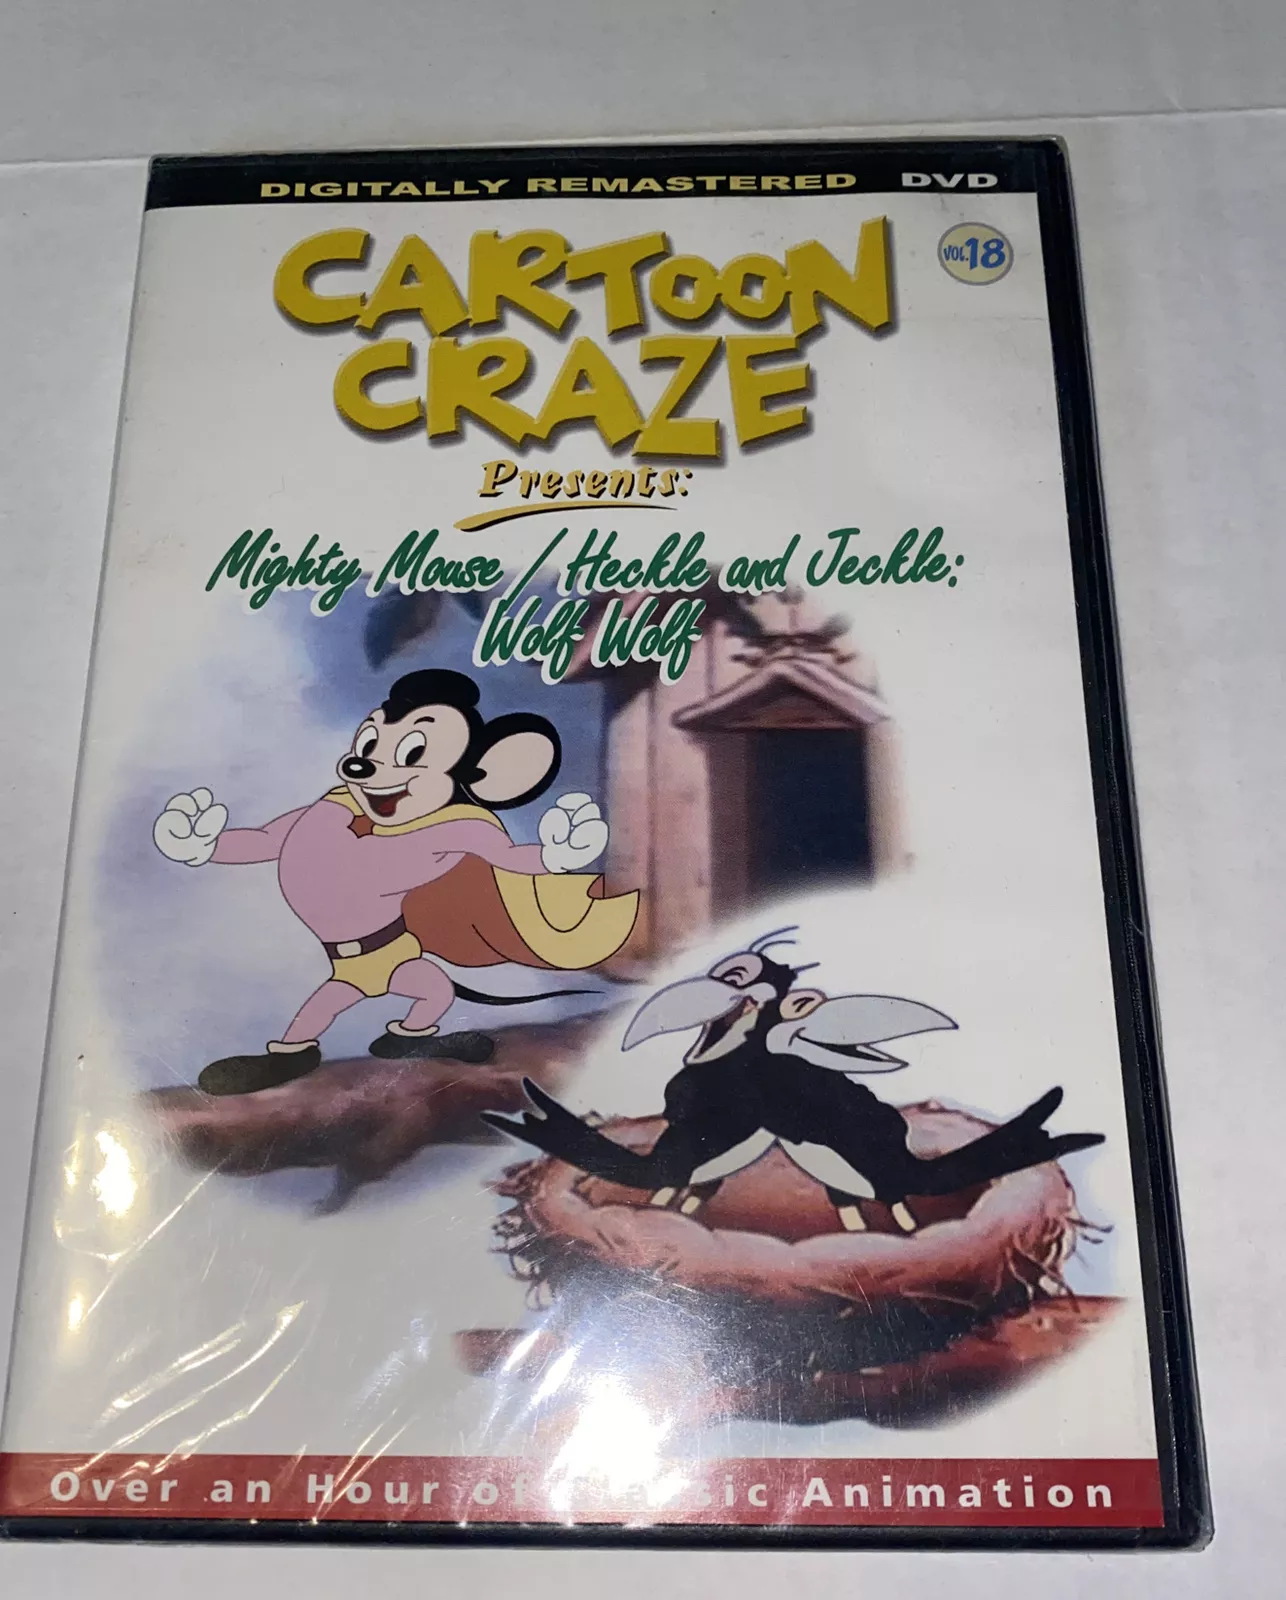 DIGITALLY REMASTERED DVD
CARTOON
VOL.18
CRAZE
Presents:
Mighty Mouse / Heckle and Jeckle:
Wolf Wolf
Over an Hour of Classic Animation